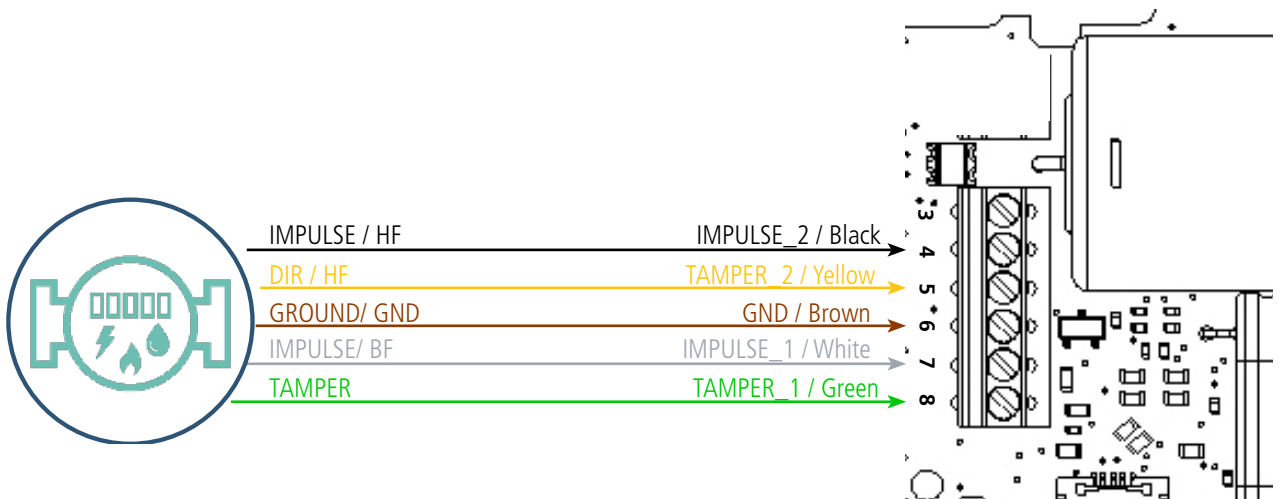 3
IMPULSE / HF IMPULSE_2 / Black 4
DIR / HF TAMPER_2 / Yellow 5
GROUND/ GND GND / Brown 6
IMPULSE/ BF IMPULSE_1 / White 7
TAMPER TAMPER_1 / Green 8